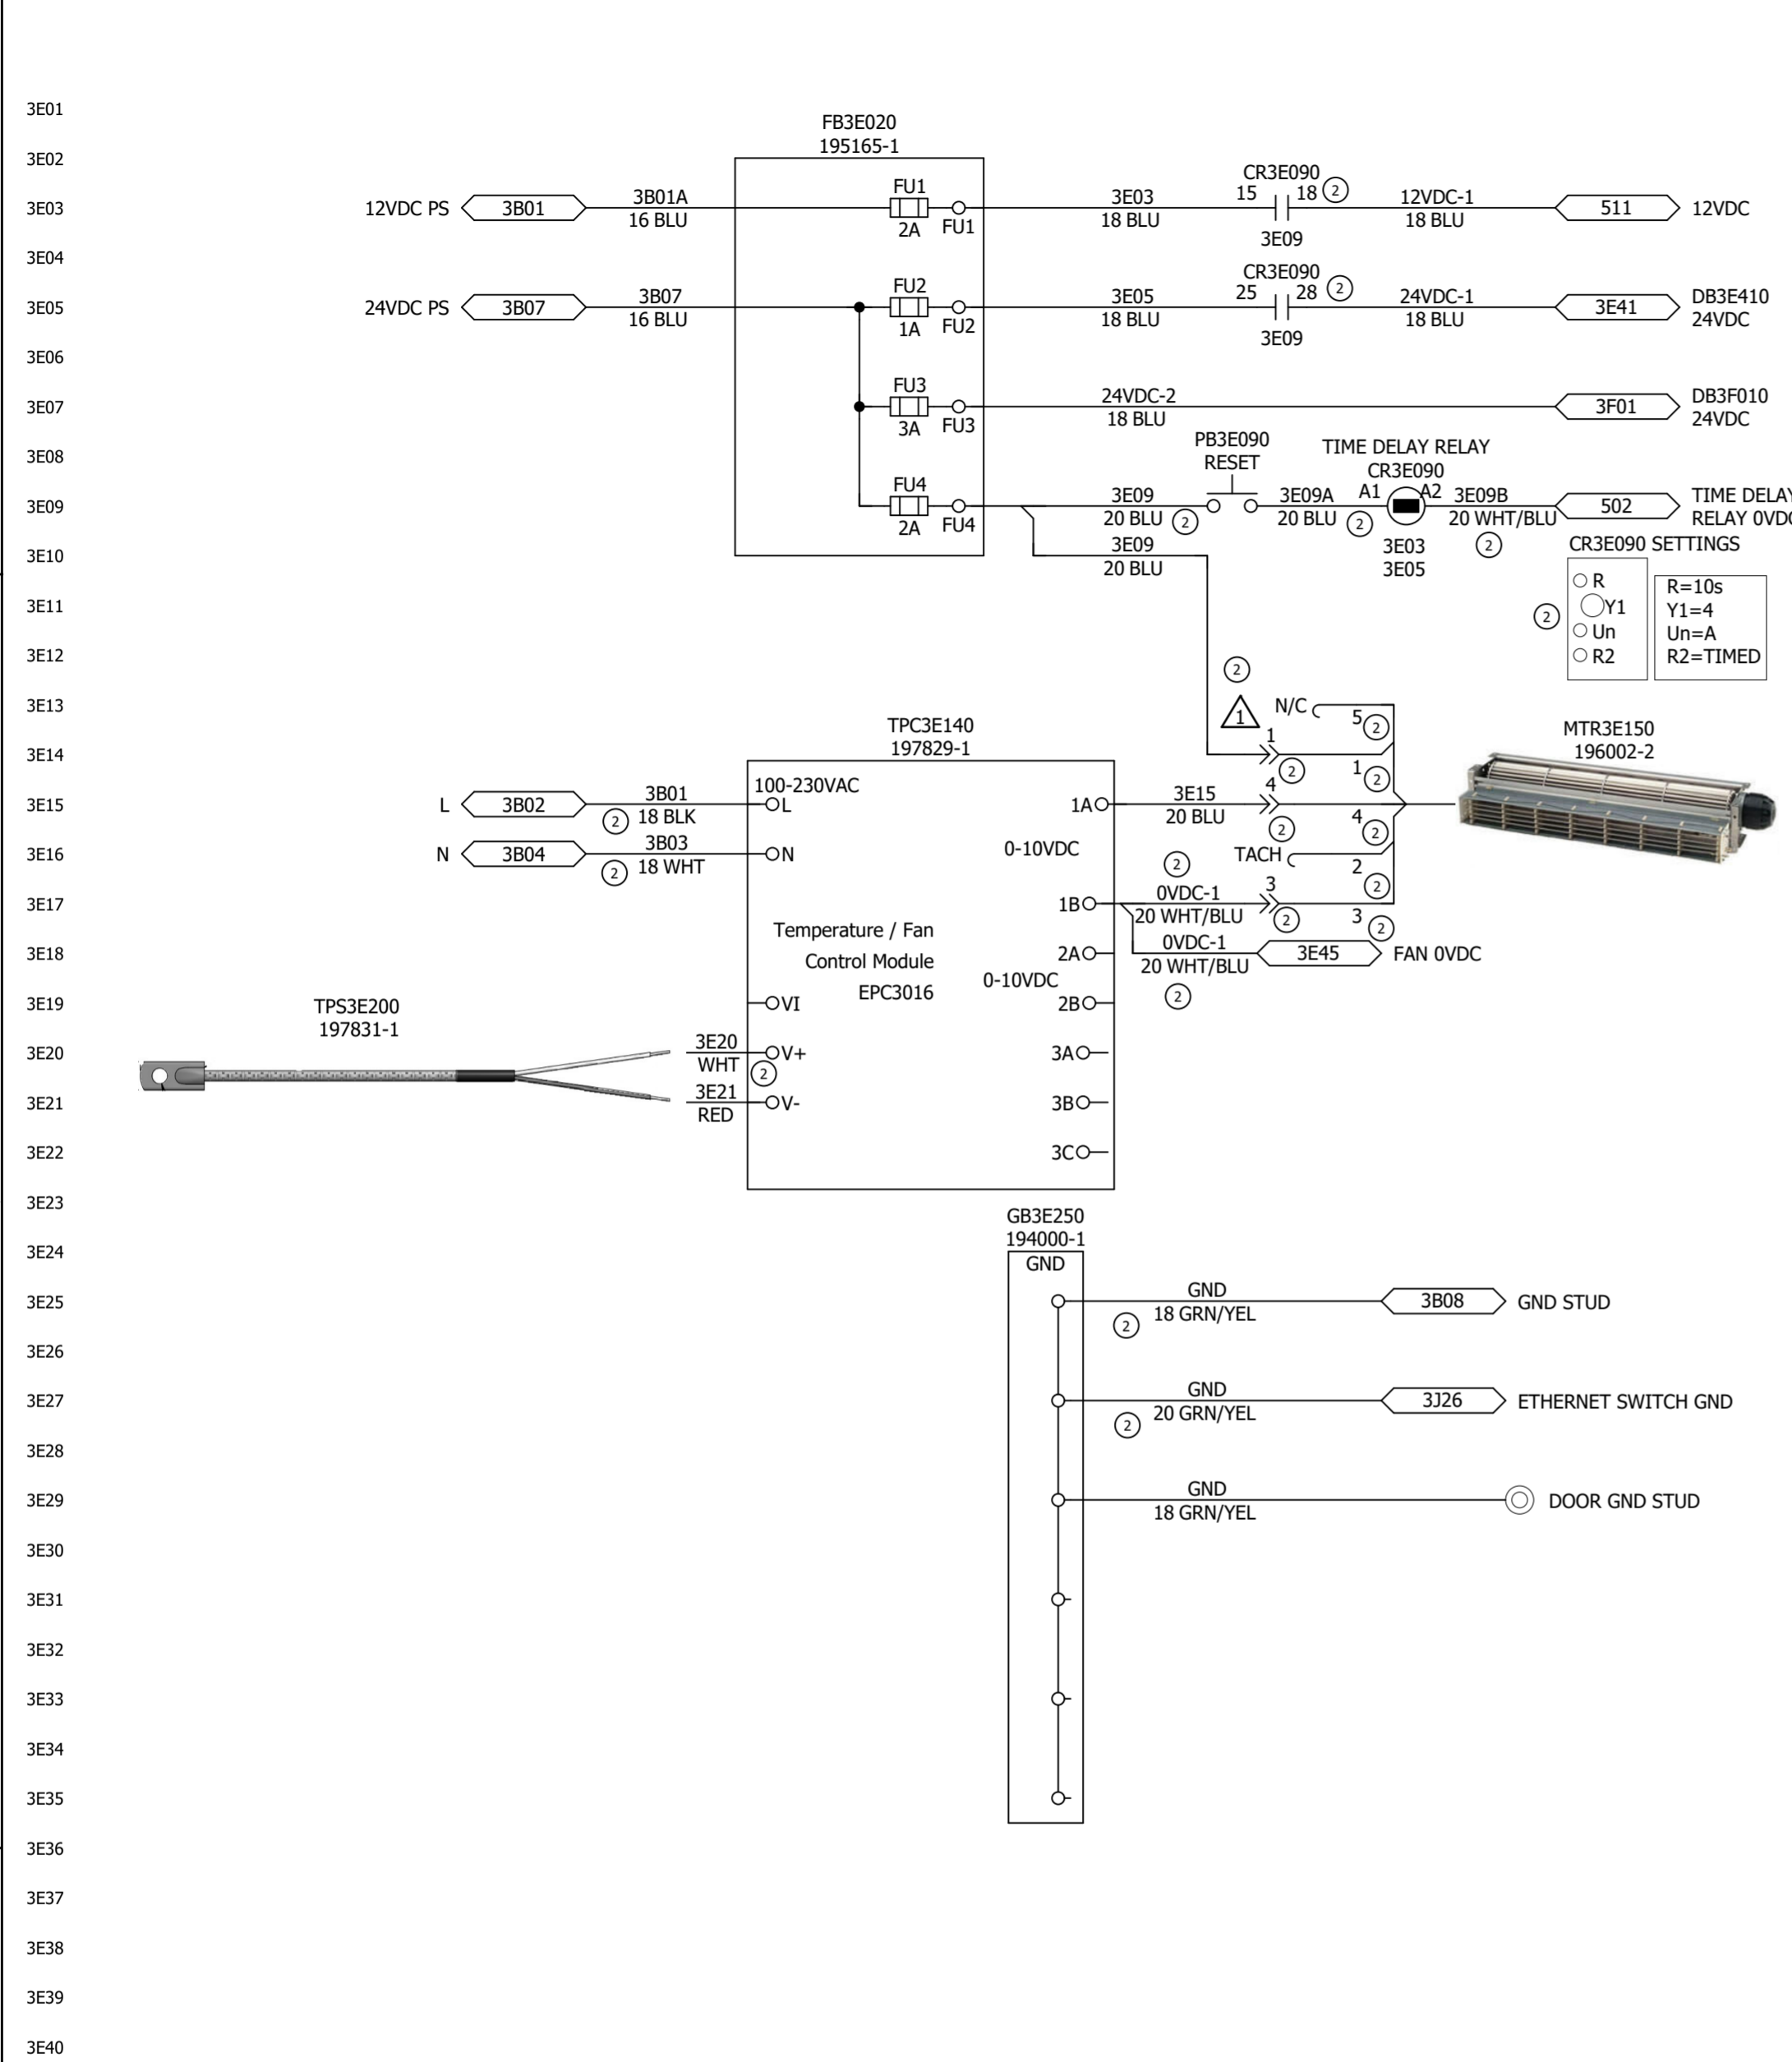 3E01
FB3E020
195165-1
3E02
CR3E090
FU1
3B01A
3E03
15 18 2
12VDC-1
3E03
12VDC PS 3B01
511 12VDC
16 BLU
2A FU1
18 BLU
18 BLU
3E09
3E04
CR3E090
FU2
3B07
3E05
25 28 2
24VDC-1
DB3E410
3E05
24VDC PS 3B07
3E41
24VDC
16 BLU
1A FU2
18 BLU
18 BLU
3E09
3E06
FU3
24VDC-2
DB3F010
3E07
3F01
24VDC
3A FU3
18 BLU
PB3E090
RESET
TIME DELAY RELAY
CR3E090
3E08
FU4
3E09
3E09
3E09A
A1 A2
3E09B
502
TIME DELAY
RELAY 0VDC
2A FU4
20 BLU 2
20 BLU 2
20 WHT/BLU
2
3E03
3E05
3E10
3E09
20 BLU
CR3E090 SETTINGS
R
Y1
Un
R2
2
R=10s
Y1=4
Un=A
R2=TIMED
3E11
3E12
2
3E13
1
N/C
5 2
TPC3E140
197829-1
MTR3E150
196002-2
3E14
1
2
1 2
100-230VAC
3E15
L 3B02
3B01
2 18 BLK
L
1A
3E15
20 BLU
4
2
4 2
3E16
N 3B04
3B03
2 18 WHT
N
0-10VDC
2
TACH
2 2
3E17
1B
0VDC-1
20 WHT/BLU
3
2
3 2
Temperature / Fan
Control Module
EPC3016
3E18
2A
0VDC-1
20 WHT/BLU
3E45 FAN 0VDC
2
0-10VDC
3E19
VI
2B
TPS3E200
197831-1
3E20
3E20
WHT
V+
2
3A
3E21
3E21
RED
V-
3B
3E22
3C
3E23
GB3E250
194000-1
3E24
GND
3E25
GND
2 18 GRN/YEL
3B08 GND STUD
3E26
3E27
GND
2 20 GRN/YEL
3J26 ETHERNET SWITCH GND
3E28
3E29
GND
18 GRN/YEL
DOOR GND STUD
3E30
3E31
3E32
3E33
3E34
3E35
3E36
3E37
3E38
3E39
3E40